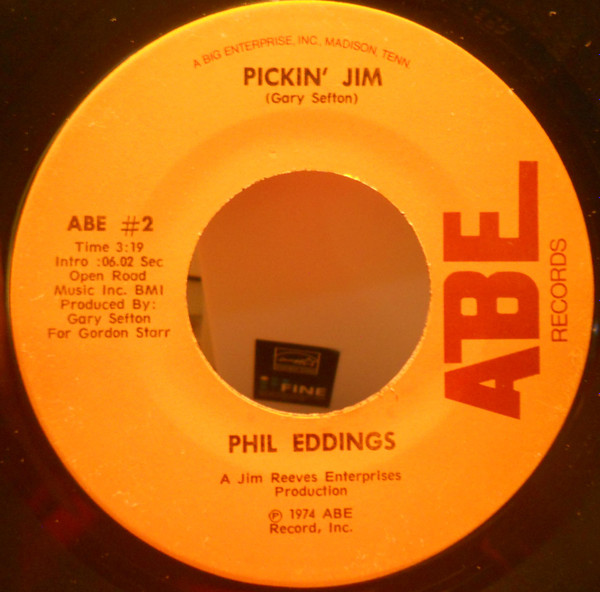 A BIG ENTERPRISE, INC., MADISON, TENN.
PICKIN' JIM
(Gary Sefton)
ABE #2
Time 3:19
Intro :06.02 Sec
Open Road
Music Inc. BMI
Produced By:
Gary Sefton
For Gordon Starr
ABE
RECORDS
FINE
PHIL EDDINGS
A Jim Reeves Enterprises
Production
℗ 1974 ABE
Record, Inc.